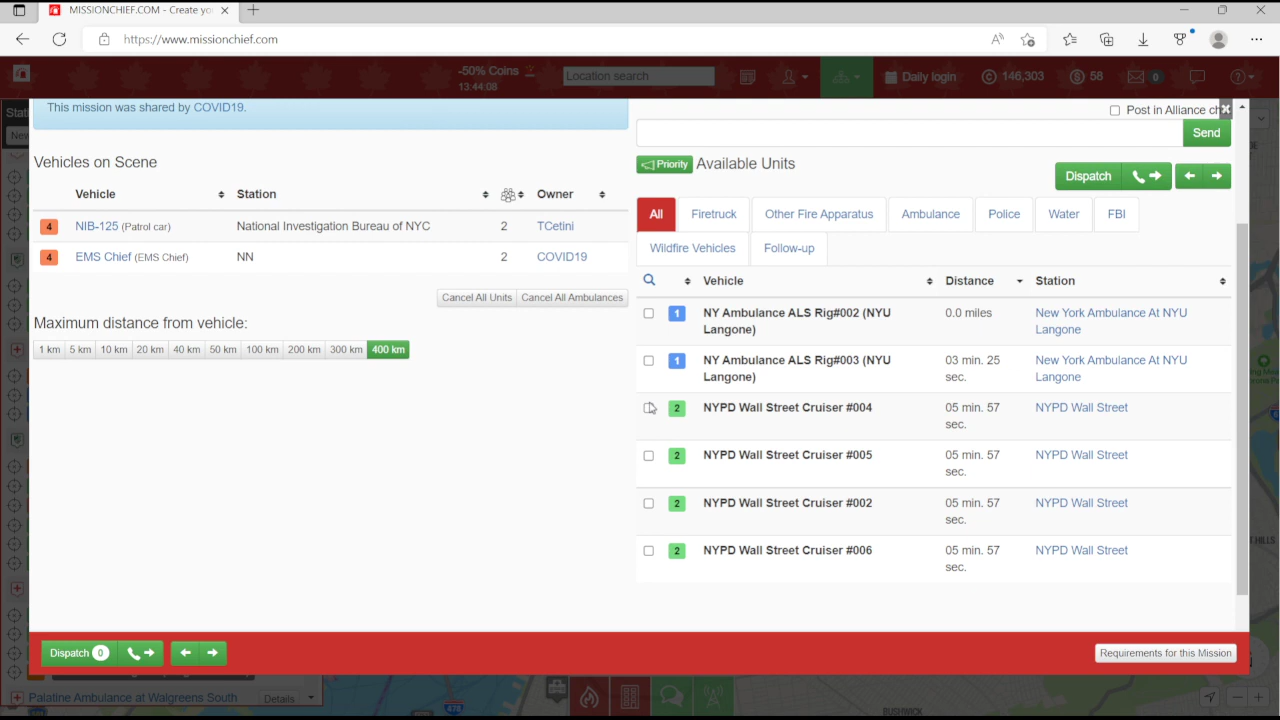 MISSIONCHIEF.COM - Create yo
https://www.missionchief.com
-50% Coins
13:44:08
Location search
Daily login
146,303
58
0
This mission was shared by COVID19.
Post in Alliance ch
Send
Vehicles on Scene
Priority Available Units
Dispatch
Vehicle Station Owner
4 NIB-125 (Patrol car) National Investigation Bureau of NYC 2 TCetini
4 EMS Chief (EMS Chief) NN 2 COVID19
Cancel All Units Cancel All Ambulances
Maximum distance from vehicle:
1 km 5 km 10 km 20 km 40 km 50 km 100 km 200 km 300 km 400 km
All Firetruck Other Fire Apparatus Ambulance Police Water FBI
Wildfire Vehicles Follow-up
Vehicle Distance Station
1 NY Ambulance ALS Rig#002 (NYU 0.0 miles New York Ambulance At NYU
Langone) Langone
1 NY Ambulance ALS Rig#003 (NYU 03 min. 25 New York Ambulance At NYU
Langone) sec. Langone
2 NYPD Wall Street Cruiser #004 05 min. 57 NYPD Wall Street
sec.
2 NYPD Wall Street Cruiser #005 05 min. 57 NYPD Wall Street
sec.
2 NYPD Wall Street Cruiser #002 05 min. 57 NYPD Wall Street
sec.
2 NYPD Wall Street Cruiser #006 05 min. 57 NYPD Wall Street
sec.
Dispatch 0
Requirements for this Mission
Palatine Ambulance at Walgreens South Details
BUSHWICK